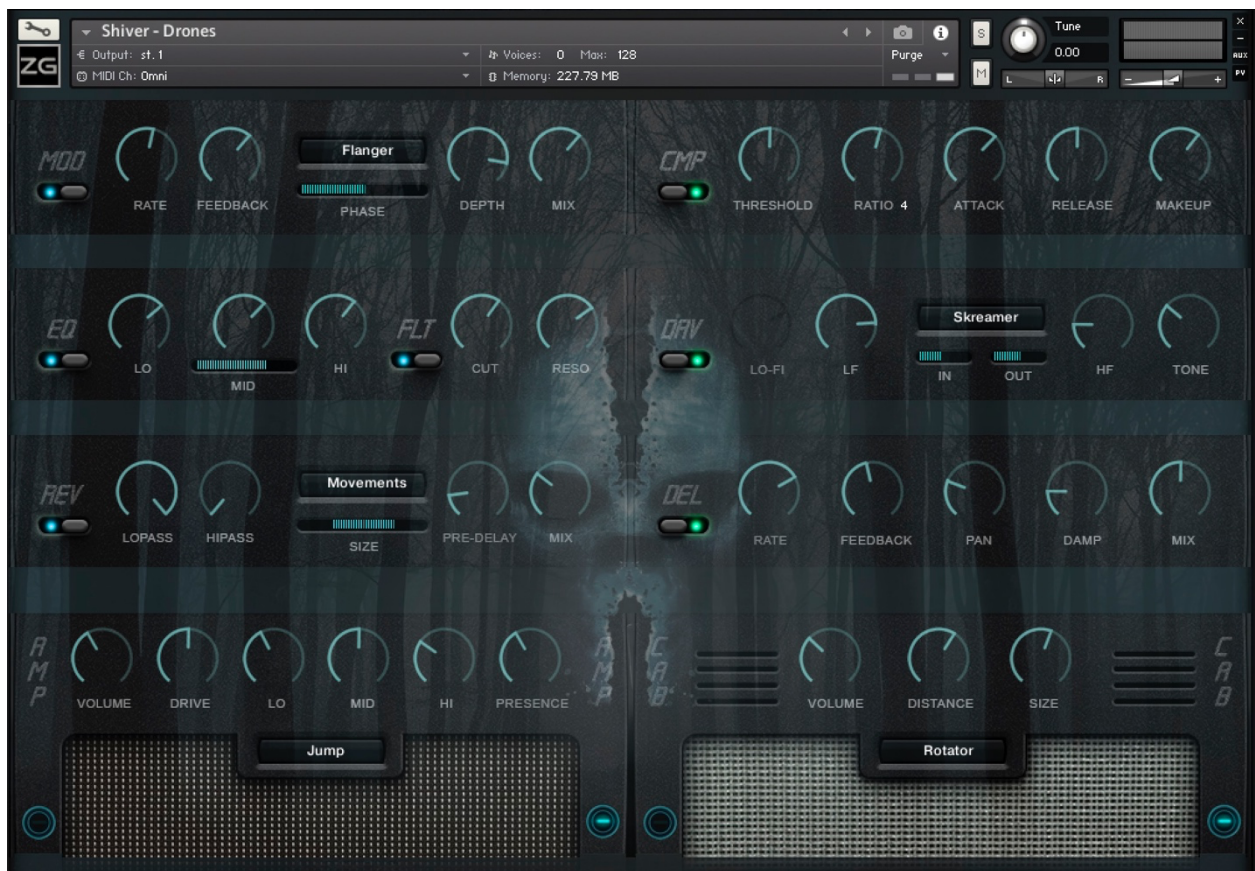 Shiver - Drones
i
S
Tune
×
ZG
Output: st.1
Voices: 0 Max: 128
Purge
0.00
–
AUX
MIDI Ch: Omni
Memory: 227.79 MB
M
L
R
–
+
PV
MOD
Flanger
CMP
RATE
FEEDBACK
PHASE
DEPTH
MIX
THRESHOLD
RATIO 4
ATTACK
RELEASE
MAKEUP
EQ
FLT
DRV
Skreamer
LO
MID
HI
CUT
RESO
LO-FI
LF
IN
OUT
HF
TONE
REV
Movements
DEL
LOPASS
HIPASS
SIZE
PRE-DELAY
MIX
RATE
FEEDBACK
PAN
DAMP
MIX
AMP
AMP
CAB
CAB
VOLUME
DRIVE
LO
MID
HI
PRESENCE
VOLUME
DISTANCE
SIZE
Jump
Rotator